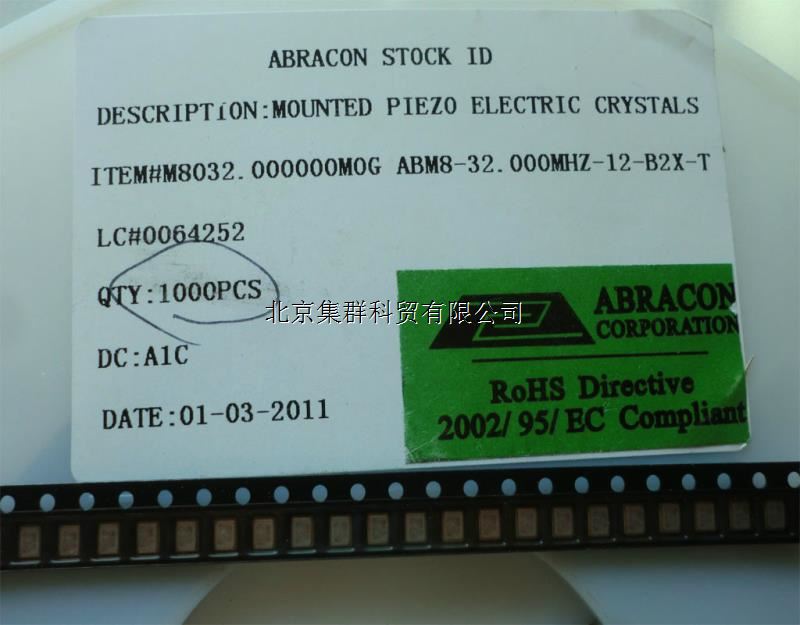 ABRACON STOCK ID
DESCRIPTiON:MOUNTED PIEZO ELECTRIC CRYSTALS
ITEM#M8032.000000MOG ABM8-32.000MHZ-12-B2X-T
LC#0064252
QTY:1000PCS
北京集群科贸有限公司
DC:A1C
DATE:01-03-2011
ABRACON
CORPORATION
RoHS Directive
2002/95/EC Compliant